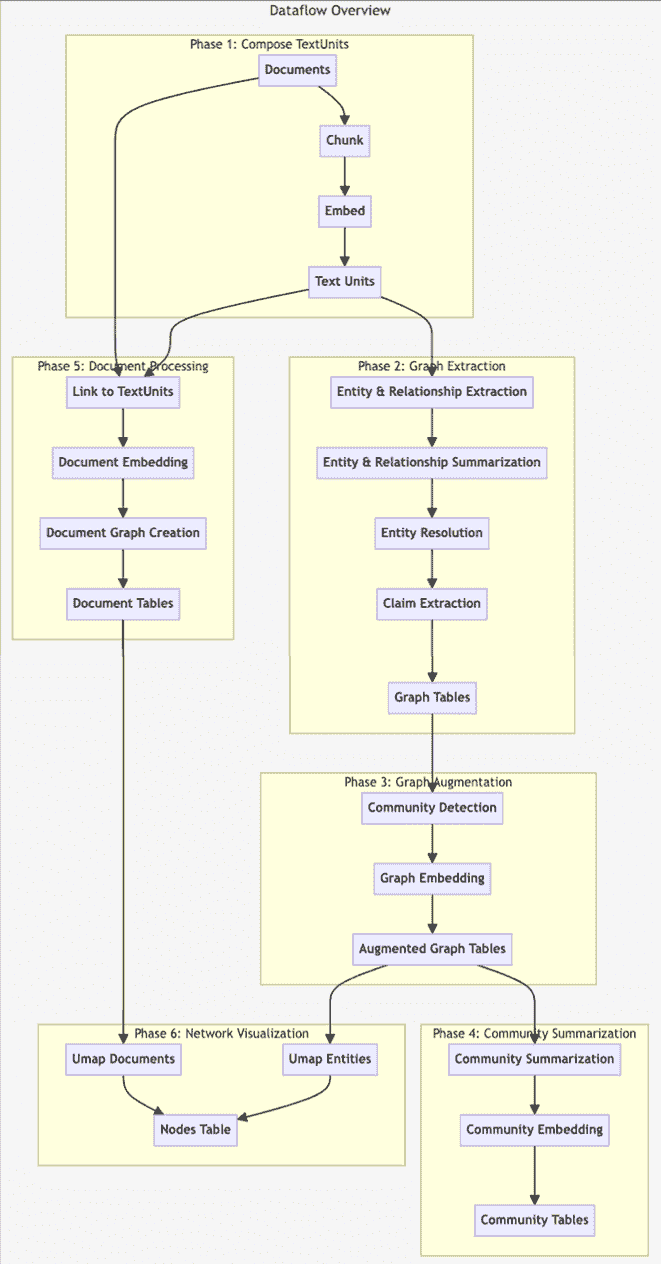 Dataflow Overview
Phase 1: Compose TextUnits
Documents
Chunk
Embed
Text Units
Phase 5: Document Processing
Link to TextUnits
Document Embedding
Document Graph Creation
Document Tables
Phase 2: Graph Extraction
Entity & Relationship Extraction
Entity & Relationship Summarization
Entity Resolution
Claim Extraction
Graph Tables
Phase 3: Graph Augmentation
Community Detection
Graph Embedding
Augmented Graph Tables
Phase 6: Network Visualization
Umap Documents
Umap Entities
Nodes Table
Phase 4: Community Summarization
Community Summarization
Community Embedding
Community Tables